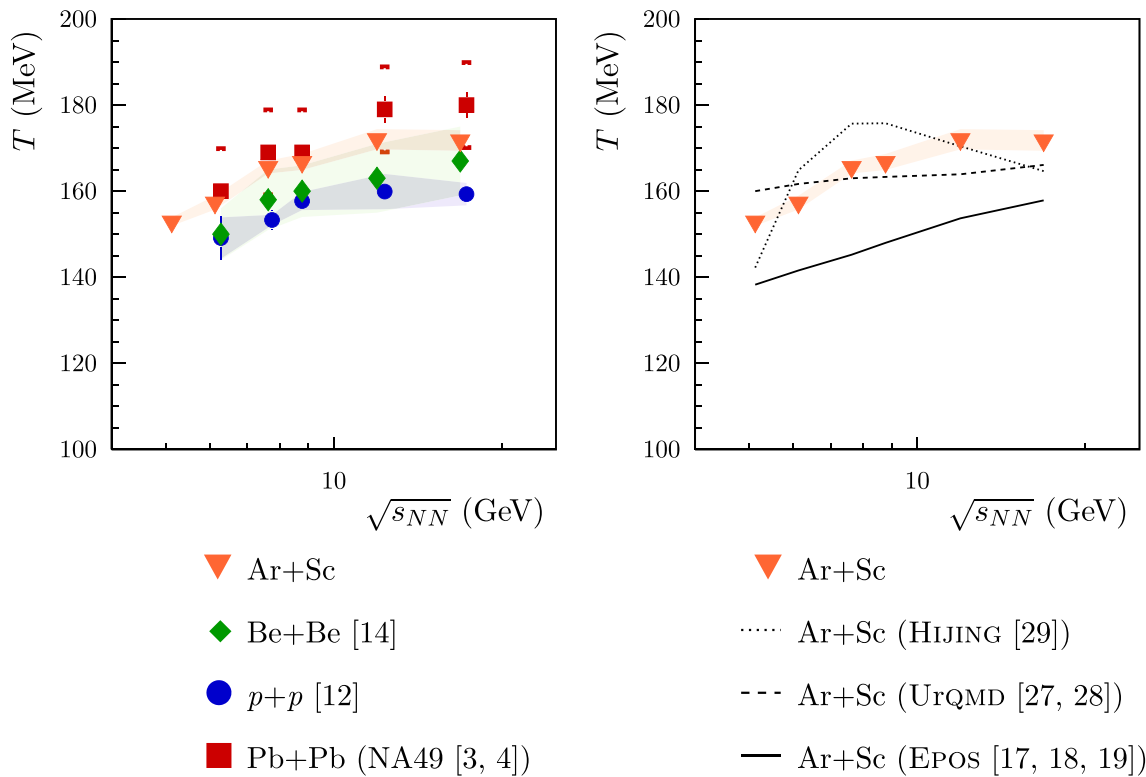 T (MeV)
200
180
160
140
120
100
10
√sNN (GeV)
Ar+Sc
Be+Be [14]
p+p [12]
Pb+Pb (NA49 [3, 4])
T (MeV)
200
180
160
140
120
100
10
√sNN (GeV)
Ar+Sc
Ar+Sc (HIJING [29])
Ar+Sc (URQMD [27, 28])
Ar+Sc (EPOS [17, 18, 19])